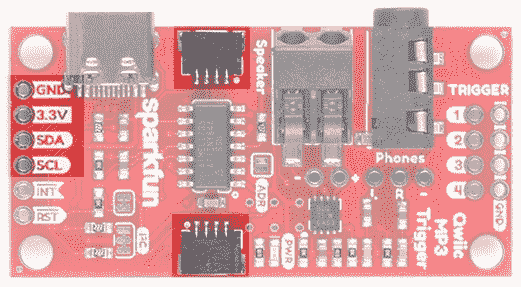 GND
3.3V
SDA
SCL
INT
RST
sparkfun
I2C
Speaker
ADR
PWR
-
+
Phones
- R -
TRIGGER
1
2
3
4
GND
Qwiic
MP3
Trigger